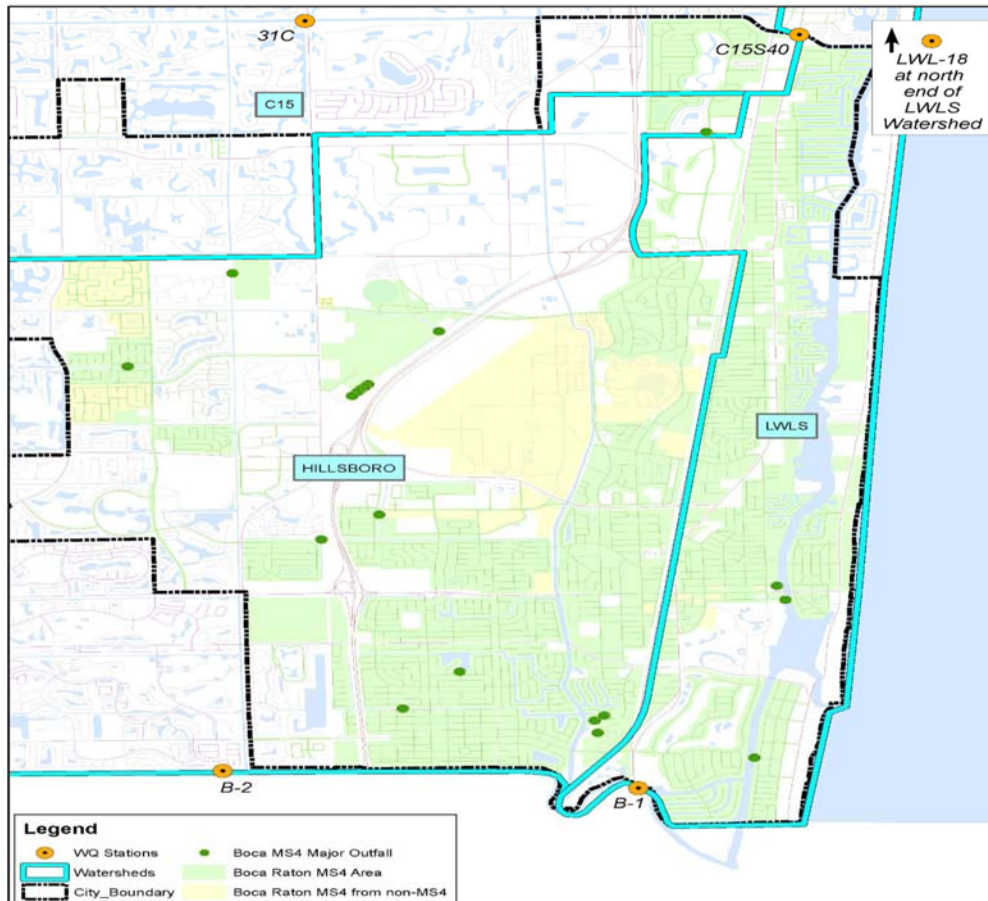 31C
C15S40
LWL-18
at north
end of
LWLS
Watershed
C15
LWLS
HILLSBORO
B-2
B-1
Legend
WQ Stations
Boca MS4 Major Outfall
Watersheds
Boca Raton MS4 Area
City_Boundary
Boca Raton MS4 from non-MS4